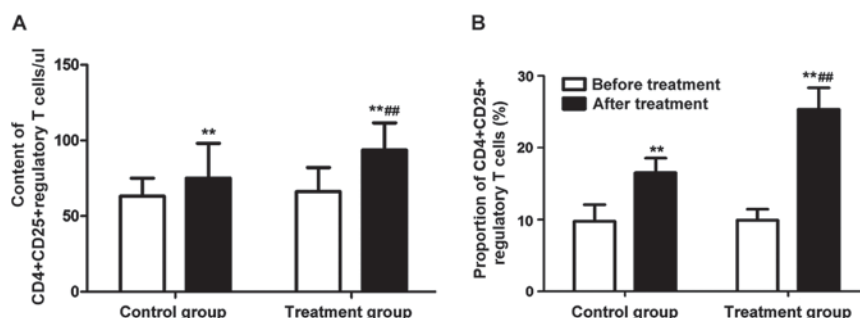 A
Content of
CD4+CD25+regulatory T cells/ul
150
100
50
0
**
**##
Control group
Treatment group
B
Proportion of CD4+CD25+
regulatory T cells (%)
30
20
10
0
Before treatment
After treatment
**
**##
Control group
Treatment group